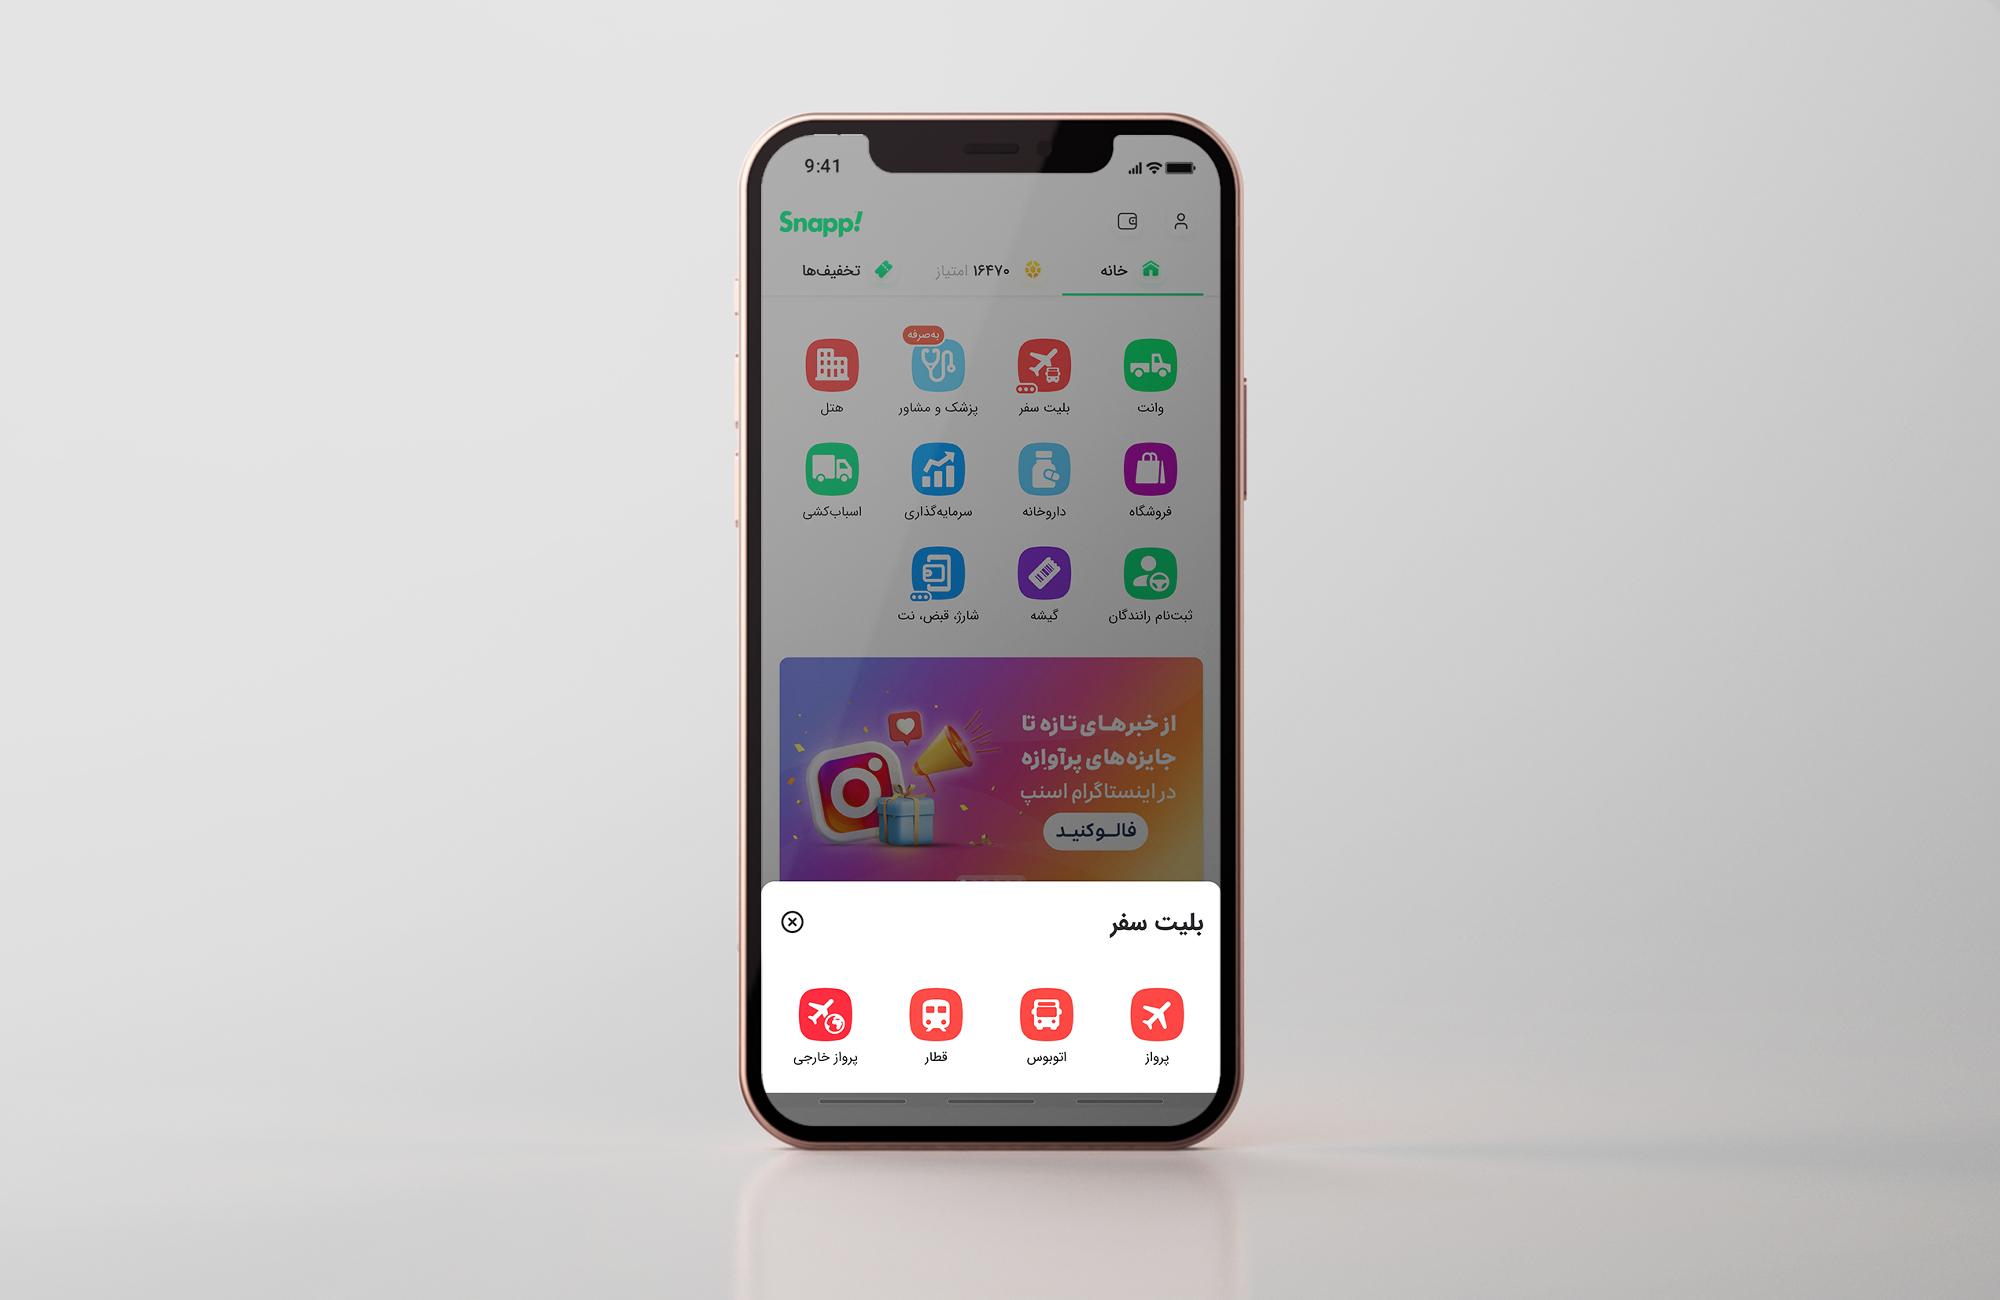 9:41
Snapp!
خانه
۱۶۴۷۰ امتیاز
تخفیف‌ها
به‌صرفه
وانت
بلیت سفر
پزشک و مشاور
هتل
فروشگاه
داروخانه
سرمایه‌گذاری
اسباب‌کشی
ثبت‌نام رانندگان
گیشه
شارژ، قبض، نت
از خبرهای تازه تا
جایزه‌های پرآوازه
در اینستاگرام اسنپ
فالو کنید
بلیت سفر
پرواز
اتوبوس
قطار
پرواز خارجی